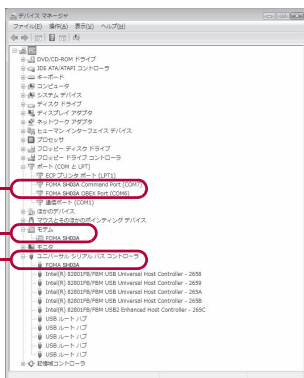 デバイス マネージャ
ファイル(F) 操作(A) 表示(V) ヘルプ(H)
DVD/CD-ROM ドライブ
IDE ATA/ATAPI コントローラ
キーボード
コンピュータ
システム デバイス
ディスク ドライブ
ディスプレイ アダプタ
ネットワーク アダプタ
ヒューマン インターフェイス デバイス
プロセッサ
フロッピー ディスク ドライブ
フロッピー ドライブ コントローラ
ポート (COM と LPT)
ECP プリンタ ポート (LPT1)
FOMA SH03A Command Port (COM7)
FOMA SH03A OBEX Port (COM6)
通信ポート (COM1)
ほかのデバイス
マウスとそのほかのポインティング デバイス
モデム
FOMA SH03A
モニタ
ユニバーサル シリアル バス コントローラ
FOMA SH03A
Intel(R) 82801FB/FBM USB Universal Host Controller - 2658
Intel(R) 82801FB/FBM USB Universal Host Controller - 2659
Intel(R) 82801FB/FBM USB Universal Host Controller - 265A
Intel(R) 82801FB/FBM USB Universal Host Controller - 265B
Intel(R) 82801FB/FBM USB2 Enhanced Host Controller - 265C
USB ルート ハブ
USB ルート ハブ
USB ルート ハブ
USB ルート ハブ
USB ルート ハブ
記憶域コントローラ